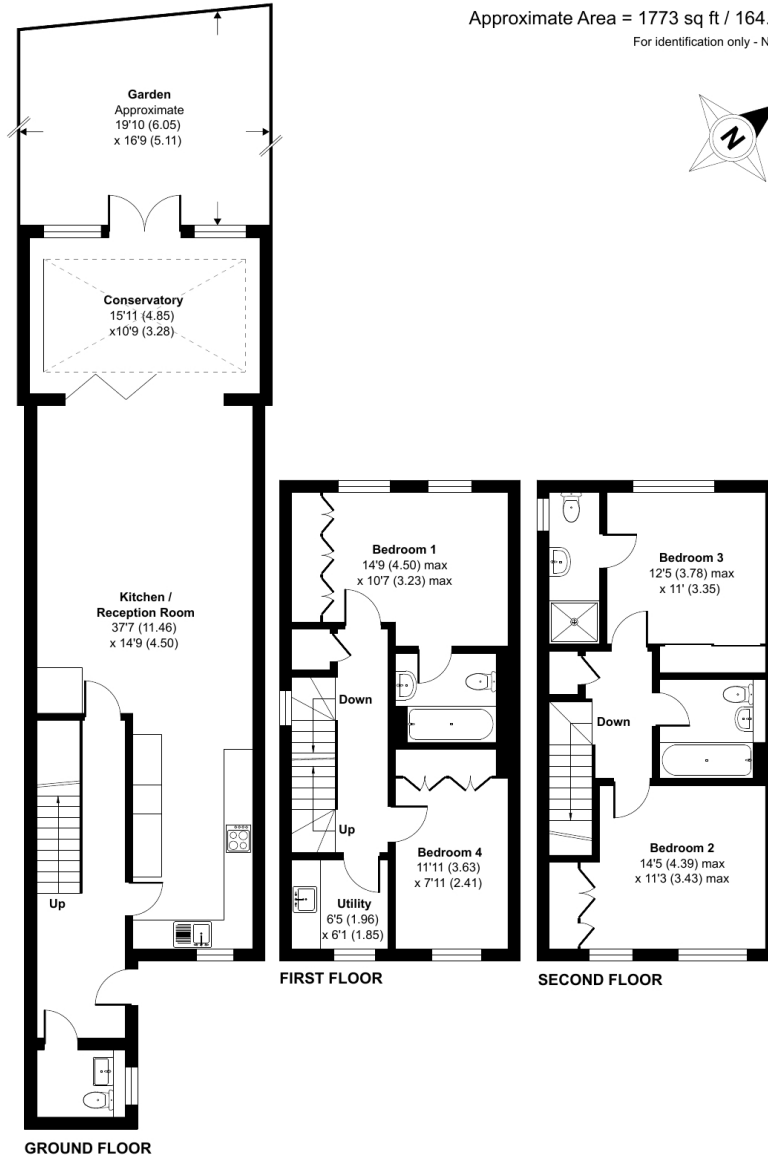 Approximate Area = 1773 sq ft / 164.
For identification only - N
N
Garden
Approximate
19'10 (6.05)
x 16'9 (5.11)
Conservatory
15'11 (4.85)
x10'9 (3.28)
Kitchen /
Reception Room
37'7 (11.46)
x 14'9 (4.50)
Up
GROUND FLOOR
Bedroom 1
14'9 (4.50) max
x 10'7 (3.23) max
Down
Up
Bedroom 4
11'11 (3.63)
x 7'11 (2.41)
Utility
6'5 (1.96)
x 6'1 (1.85)
FIRST FLOOR
Bedroom 3
12'5 (3.78) max
x 11' (3.35)
Down
Bedroom 2
14'5 (4.39) max
x 11'3 (3.43) max
SECOND FLOOR